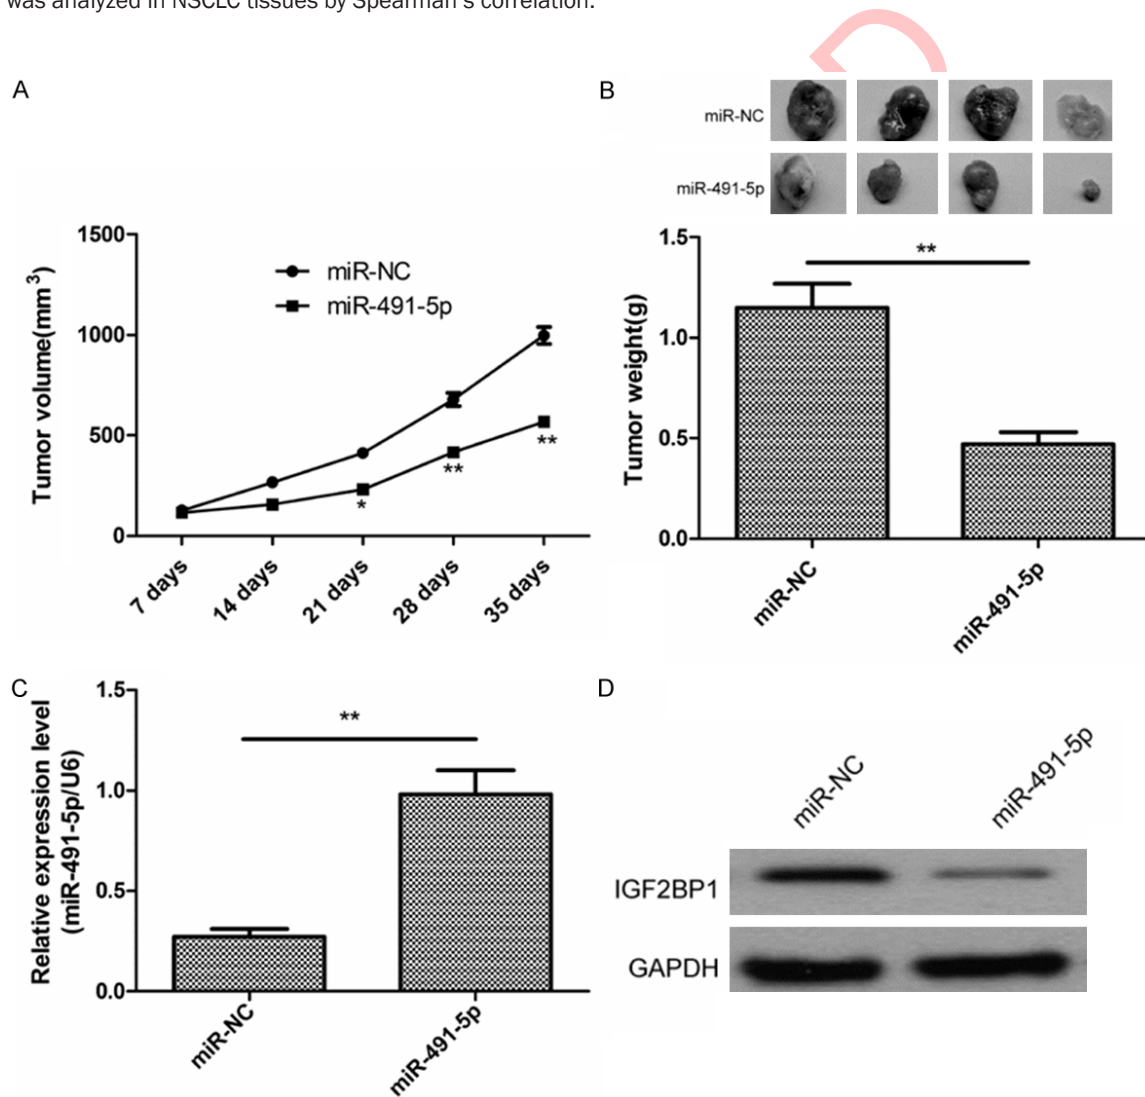 was analyzed in NSCLC tissues by Spearman's correlation.
A
1500
1000
500
0
Tumor volume(mm³)
miR-NC
miR-491-5p
*
**
**
7 days
14 days
21 days
28 days
35 days
B
miR-NC
miR-491-5p
1.5
1.0
0.5
0.0
Tumor weight(g)
**
miR-NC
miR-491-5p
C
1.5
1.0
0.5
0.0
Relative expression level
(miR-491-5p/U6)
**
miR-NC
miR-491-5p
D
miR-NC
miR-491-5p
IGF2BP1
GAPDH